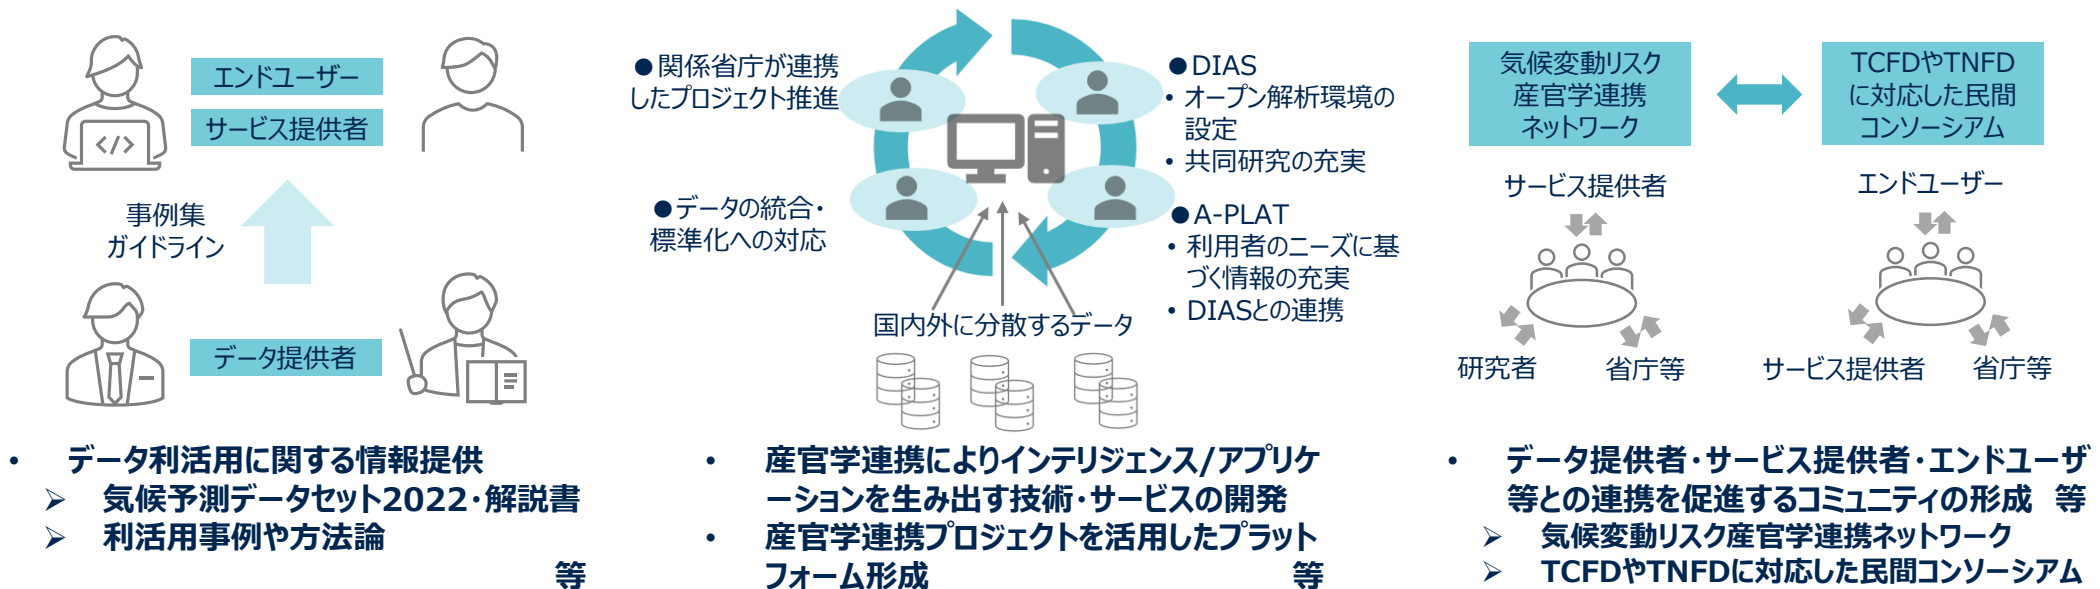 エンドユーザー
サービス提供者
事例集
ガイドライン
データ提供者
• データ利活用に関する情報提供
➢ 気候予測データセット2022・解説書
➢ 利活用事例や方法論
等
●関係省庁が連携
したプロジェクト推進
●データの統合・
標準化への対応
●DIAS
• オープン解析環境の
設定
• 共同研究の充実
●A-PLAT
• 利用者のニーズに基
づく情報の充実
• DIASとの連携
国内外に分散するデータ
• 産官学連携によりインテリジェンス/アプリケ
ーションを生み出す技術・サービスの開発
• 産官学連携プロジェクトを活用したプラット
フォーム形成 等
気候変動リスク
産官学連携
ネットワーク
TCFDやTNFD
に対応した民間
コンソーシアム
サービス提供者
研究者
省庁等
エンドユーザー
サービス提供者
省庁等
• データ提供者・サービス提供者・エンドユーザ
等との連携を促進するコミュニティの形成 等
➢ 気候変動リスク産官学連携ネットワーク
➢ TCFDやTNFDに対応した民間コンソーシアム